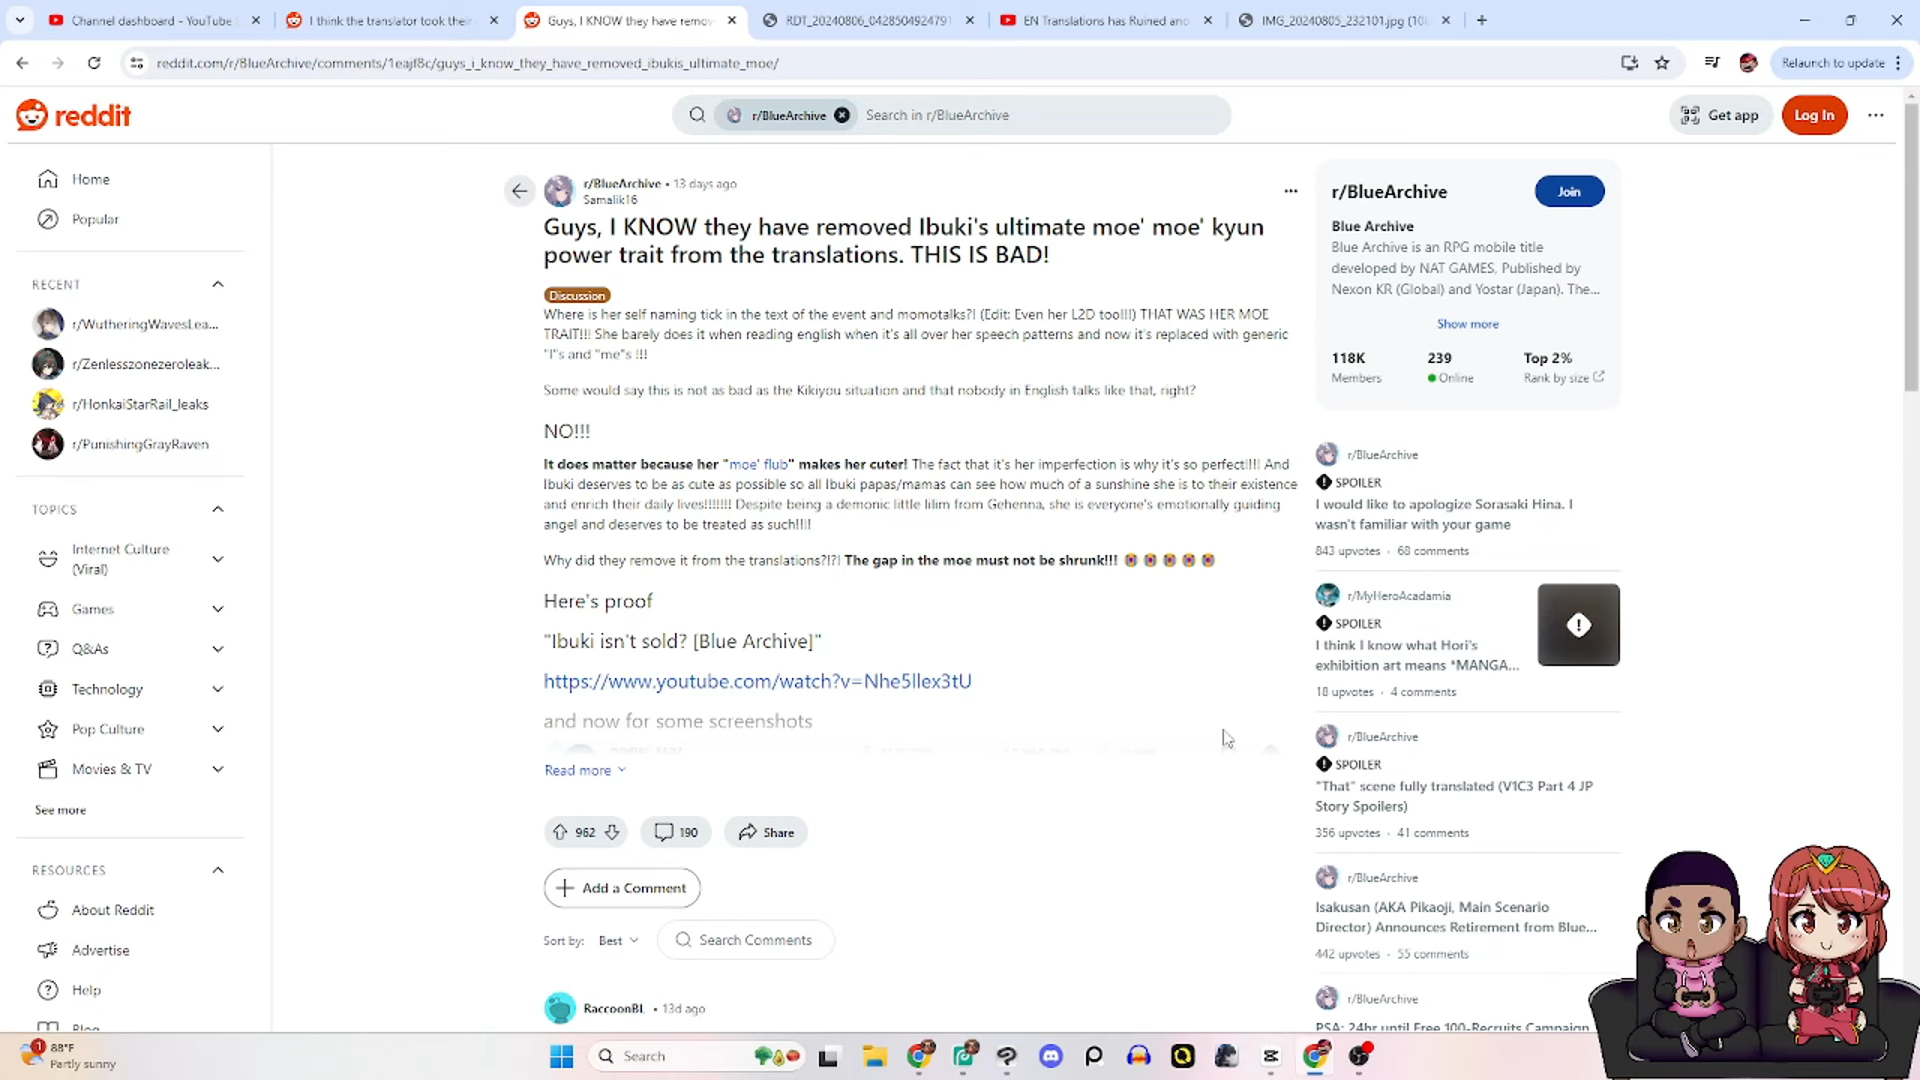 Channel dashboard - YouTube
I think the translator took their
Guys, I KNOW they have remov
RDT_20240806_0428504924791
EN Translations has Ruined and
IMG_20240805_232101.jpg (10
reddit.com/r/BlueArchive/comments/1eajf8c/guys_i_know_they_have_removed_ibukis_ultimate_moe/
Relaunch to update
reddit
r/BlueArchive
Search in r/BlueArchive
Get app
Log In
Home
Popular
RECENT
r/WutheringWavesLea...
r/Zenlesszonezeroleak...
r/HonkaiStarRail_leaks
r/PunishingGrayRaven
TOPICS
Internet Culture
(Viral)
Games
Q&As
Technology
Pop Culture
Movies & TV
See more
RESOURCES
About Reddit
Advertise
Help
Blog
r/BlueArchive • 13 days ago
Samalik16
Guys, I KNOW they have removed Ibuki's ultimate moe' moe' kyun
power trait from the translations. THIS IS BAD!
Discussion
Where is her self naming tick in the text of the event and momotalks?! (Edit: Even her L2D too!!!) THAT WAS HER MOE
TRAIT!!! She barely does it when reading english when it's all over her speech patterns and now it's replaced with generic
"I"s and "me"s !!!
Some would say this is not as bad as the Kikiyou situation and that nobody in English talks like that, right?
NO!!!
It does matter because her "moe' flub" makes her cuter! The fact that it's her imperfection is why it's so perfect!!!! And
Ibuki deserves to be as cute as possible so all Ibuki papas/mamas can see how much of a sunshine she is to their existence
and enrich their daily lives!!!!!!! Despite being a demonic little lilim from Gehenna, she is everyone's emotionally guiding
angel and deserves to be treated as such!!!!
Why did they remove it from the translations?!?! The gap in the moe must not be shrunk!!!
Here's proof
"Ibuki isn't sold? [Blue Archive]"
https://www.youtube.com/watch?v=Nhe5llex3tU
and now for some screenshots
Read more
962
190
Share
Add a Comment
Sort by: Best
Search Comments
RaccoonBL • 13d ago
r/BlueArchive
Join
Blue Archive
Blue Archive is an RPG mobile title
developed by NAT GAMES, Published by
Nexon KR (Global) and Yostar (Japan). The...
Show more
118K 239 Top 2%
Members Online Rank by size
r/BlueArchive
SPOILER
I would like to apologize Sorasaki Hina. I
wasn't familiar with your game
843 upvotes · 68 comments
r/MyHeroAcadamia
SPOILER
I think I know what Hori's
exhibition art means *MANGA...
18 upvotes · 4 comments
r/BlueArchive
SPOILER
"That" scene fully translated (V1C3 Part 4 JP
Story Spoilers)
356 upvotes · 41 comments
r/BlueArchive
Isakusan (AKA Pikaoji, Main Scenario
Director) Announces Retirement from Blue...
442 upvotes · 55 comments
r/BlueArchive
PSA: 24hr until Free 100-Recruits Campaign
1
88°F
Partly sunny
Search